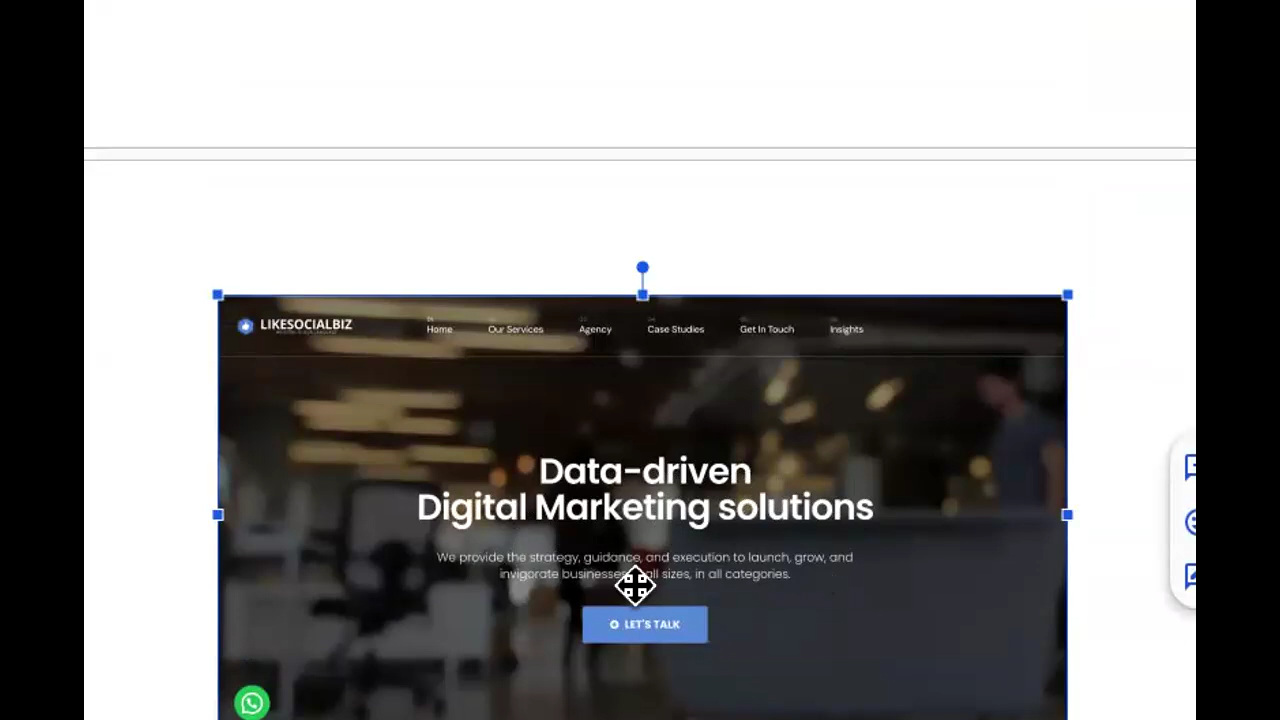 LIKESOCIALBIZ
Home
Our Services
Agency
Case Studies
Get In Touch
Insights
Data-driven
Digital Marketing solutions
We provide the strategy, guidance, and execution to launch, grow, and
invigorate businesses all sizes, in all categories.
LET'S TALK